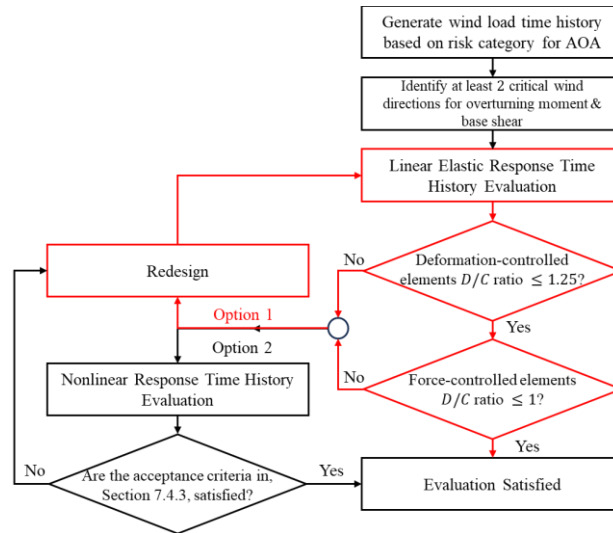 Generate wind load time history
based on risk category for AOA
Identify at least 2 critical wind
directions for overturning moment &
base shear
Linear Elastic Response Time
History Evaluation
Deformation-controlled
elements D/C ratio ≤ 1.25?
No
Yes
Redesign
Option 1
Option 2
Force-controlled elements
D/C ratio ≤ 1?
No
Yes
Nonlinear Response Time History
Evaluation
Are the acceptance criteria in,
Section 7.4.3, satisfied?
No
Yes
Evaluation Satisfied